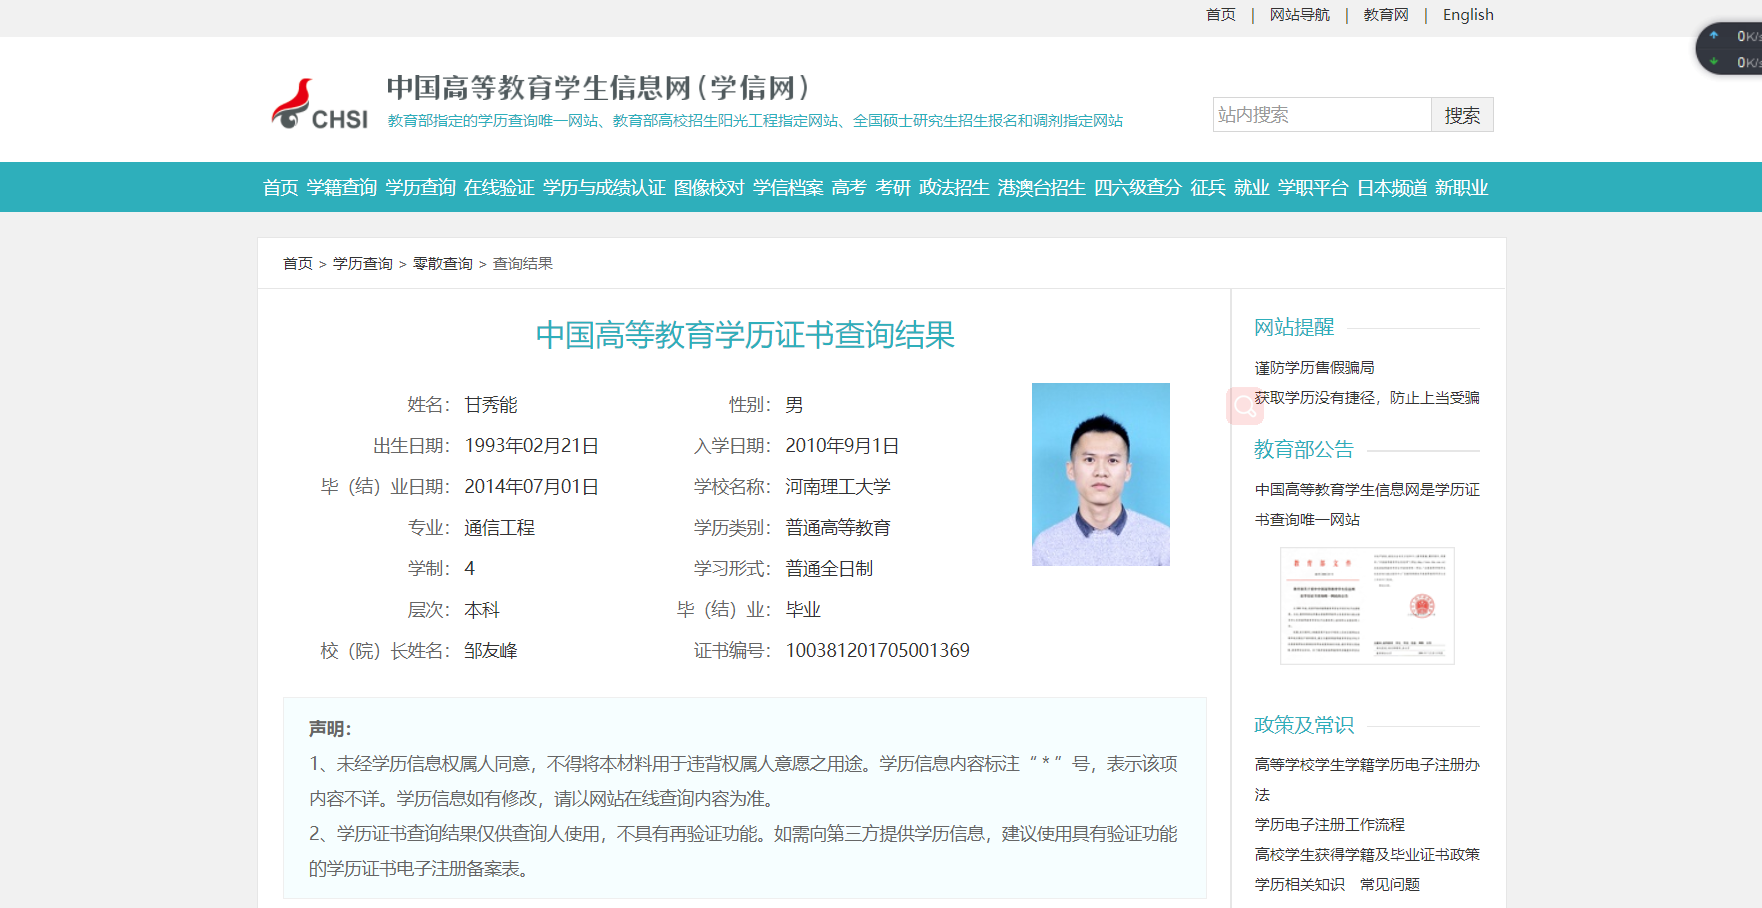 首页 | 网站导航 | 教育网 | English
0K/s
0K/s
CHSI
中国高等教育学生信息网(学信网)
教育部指定的学历查询唯一网站、教育部高校招生阳光工程指定网站、全国硕士研究生招生报名和调剂指定网站
站内搜索 搜索
首页 学籍查询 学历查询 在线验证 学历与成绩认证 图像校对 学信档案 高考 考研 政法招生 港澳台招生 四六级查分 征兵 就业 学职平台 日本频道 新职业
首页 > 学历查询 > 零散查询 > 查询结果
中国高等教育学历证书查询结果
姓名： 甘秀能 性别： 男
出生日期： 1993年02月21日 入学日期： 2010年9月1日
毕（结）业日期： 2014年07月01日 学校名称： 河南理工大学
专业： 通信工程 学历类别： 普通高等教育
学制： 4 学习形式： 普通全日制
层次： 本科 毕（结）业： 毕业
校（院）长姓名： 邹友峰 证书编号： 100381201705001369
声明：
1、未经学历信息权属人同意，不得将本材料用于违背权属人意愿之用途。学历信息内容标注“ * ”号，表示该项
内容不详。学历信息如有修改，请以网站在线查询内容为准。
2、学历证书查询结果仅供查询人使用，不具有再验证功能。如需向第三方提供学历信息，建议使用具有验证功能
的学历证书电子注册备案表。
网站提醒
谨防学历售假骗局
获取学历没有捷径，防止上当受骗
教育部公告
中国高等教育学生信息网是学历证
书查询唯一网站
教育部文件
政策及常识
高等学校学生学籍学历电子注册办
法
学历电子注册工作流程
高校学生获得学籍及毕业证书政策
学历相关知识 常见问题